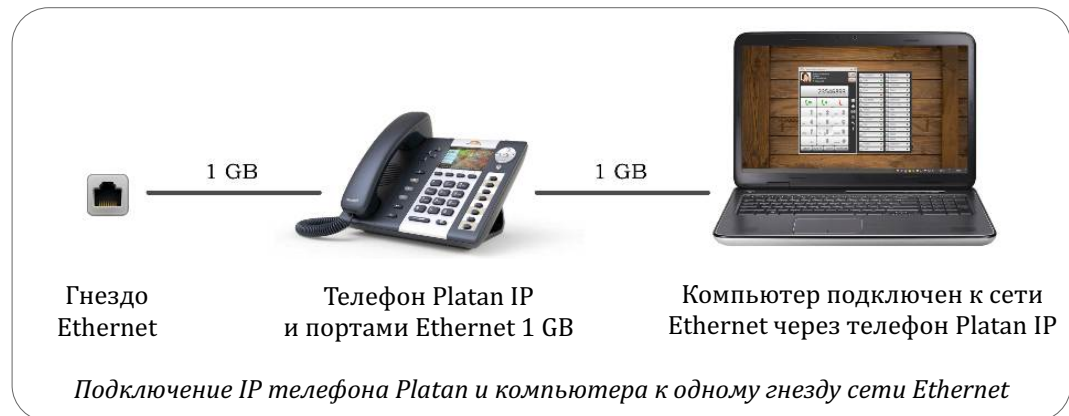 1 GB
1 GB
23546898
Гнездо
Ethernet
Телефон Platan IP
и портами Ethernet 1 GB
Компьютер подключен к сети
Ethernet через телефон Platan IP
Подключение IP телефона Platan и компьютера к одному гнезду сети Ethernet